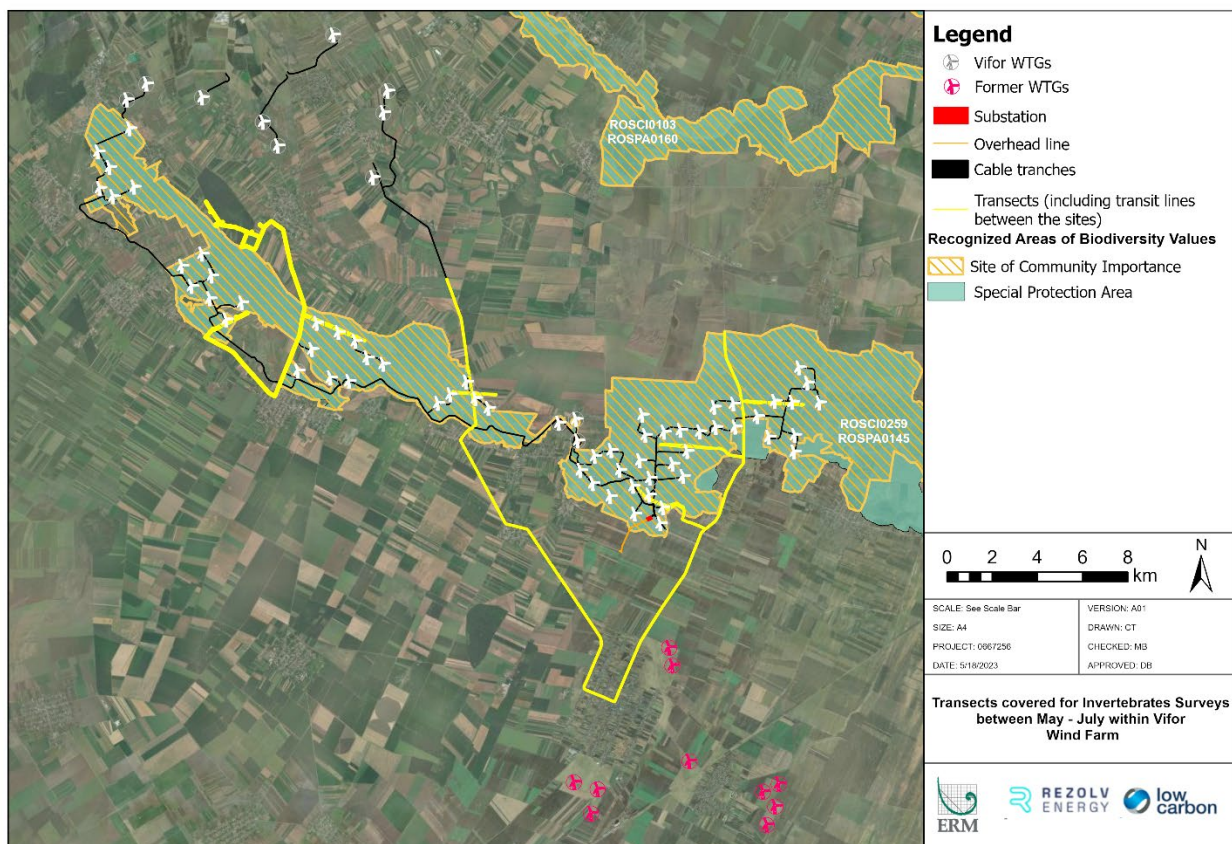 ROSCI0103
ROSPA0160
ROSCI0259
ROSPA0145
Legend
Vifor WTGs
Former WTGs
Substation
Overhead line
Cable tranches
Transects (including transit lines
between the sites)
Recognized Areas of Biodiversity Values
Site of Community Importance
Special Protection Area
0 2 4 6 8
km
N
SCALE: See Scale Bar
VERSION: A01
SIZE: A4
DRAWN: CT
PROJECT: 0667256
CHECKED: MB
DATE: 5/18/2023
APPROVED: DB
Transects covered for Invertebrates Surveys
between May - July within Vifor
Wind Farm
ERM
REZOLV
ENERGY
low
carbon